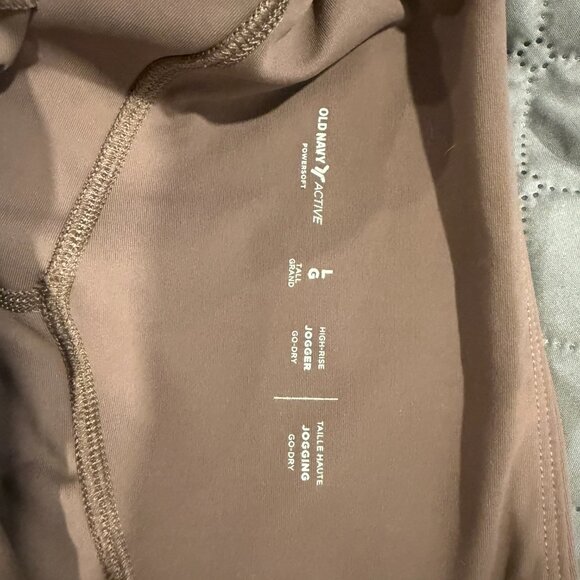 OLD NAVY ACTIVE
POWERSOFT
L
G
TALL
GRAND
HIGH-RISE
JOGGER
GO-DRY
TAILLE HAUTE
JOGGING
GO-DRY